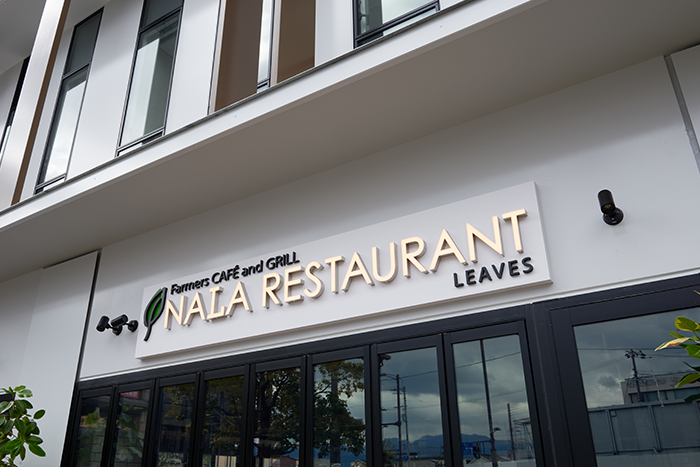 Farmers CAFÉ and GRILL
NALA RESTAURANT
LEAVES